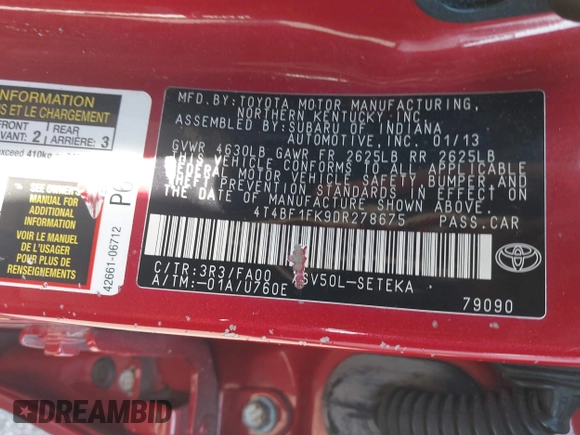 INFORMATION
S ET LE CHARGEMENT
FRONT
AVANT: 2
REAR
ARRIÈRE: 3
exceed 410kg
SEE OWNER'S
MANUAL FOR
ADDITIONAL
INFORMATION
VOIR LE MANUEL
DE L'USAGER
POUR PLUS DE
RENSEIGNEMENTS
42661-06712
MFD. BY:TOYOTA MOTOR MANUFACTURING,
NORTHERN KENTUCKY INC.
ASSEMBLED BY:SUBARU OF INDIANA
AUTOMOTIVE, INC. 01/13
GVWR 4630LB GAWR FR 2625LB RR 2625LB
THIS VEHICLE CONFORMS TO ALL APPLICABLE
FEDERAL MOTOR VEHICLE SAFETY, BUMPER, AND
THEFT PREVENTION STANDARDS IN EFFECT ON
THE DATE OF MANUFACTURE SHOWN ABOVE.
4T4BF1FK9DR278675 PASS.CAR
C/TR:3R3/FA00 SV50L-SETEKA
A/TM:-01A/U760E
79090
TOYOTA
DREAMBID